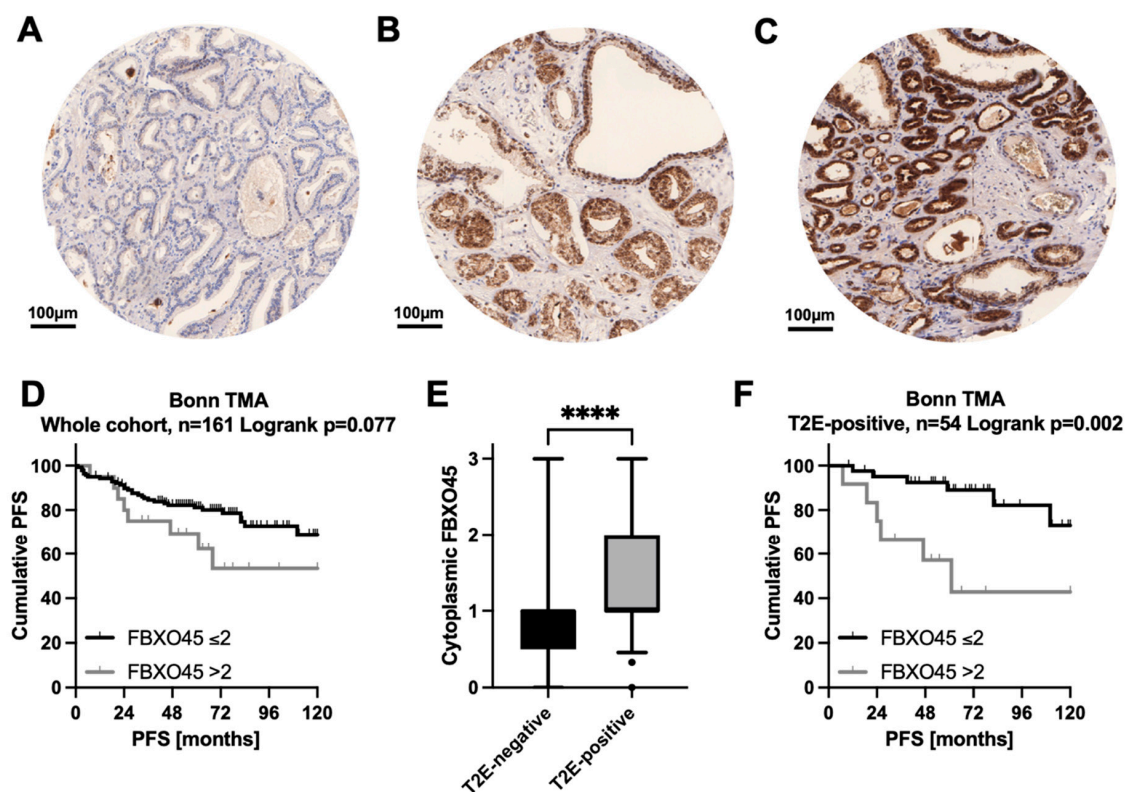 A
B
C
100µm
100µm
100µm
D
Bonn TMA
Whole cohort, n=161 Logrank p=0.077
Cumulative PFS
100
80
60
40
20
0
FBXO45 ≤2
FBXO45 >2
0 24 48 72 96 120
PFS [months]
E
****
Cytoplasmic FBXO45
3
2
1
0
T2E-negative
T2E-positive
F
Bonn TMA
T2E-positive, n=54 Logrank p=0.002
Cumulative PFS
100
80
60
40
20
0
FBXO45 ≤2
FBXO45 >2
0 24 48 72 96 120
PFS [months]